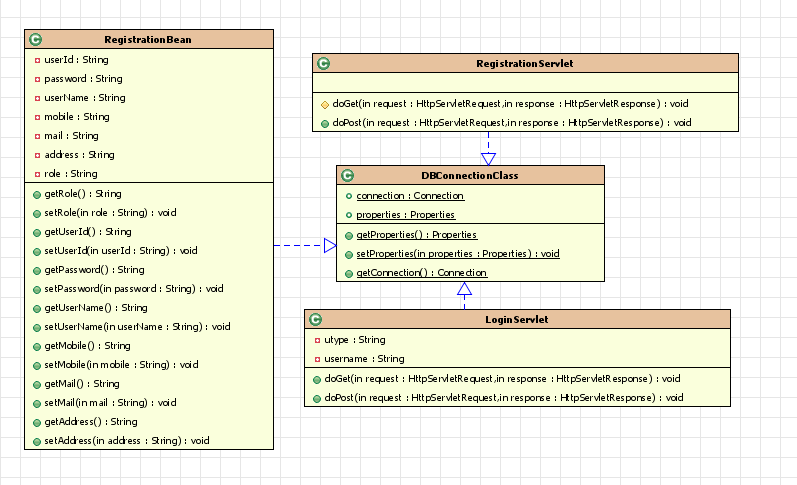 C RegistrationBean
userId : String
password : String
userName : String
mobile : String
mail : String
address : String
role : String
getRole() : String
setRole(in role : String) : void
getUserId() : String
setUserId(in userId : String) : void
getPassword() : String
setPassword(in password : String) : void
getUserName() : String
setUserName(in userName : String) : void
getMobile() : String
setMobile(in mobile : String) : void
getMail() : String
setMail(in mail : String) : void
getAddress() : String
setAddress(in address : String) : void
C RegistrationServlet
doGet(in request : HttpServletRequest,in response : HttpServletResponse) : void
doPost(in request : HttpServletRequest,in response : HttpServletResponse) : void
C DBConnectionClass
connection : Connection
properties : Properties
getProperties() : Properties
setProperties(in properties : Properties) : void
getConnection() : Connection
C LoginServlet
utype : String
username : String
doGet(in request : HttpServletRequest,in response : HttpServletResponse) : void
doPost(in request : HttpServletRequest,in response : HttpServletResponse) : void